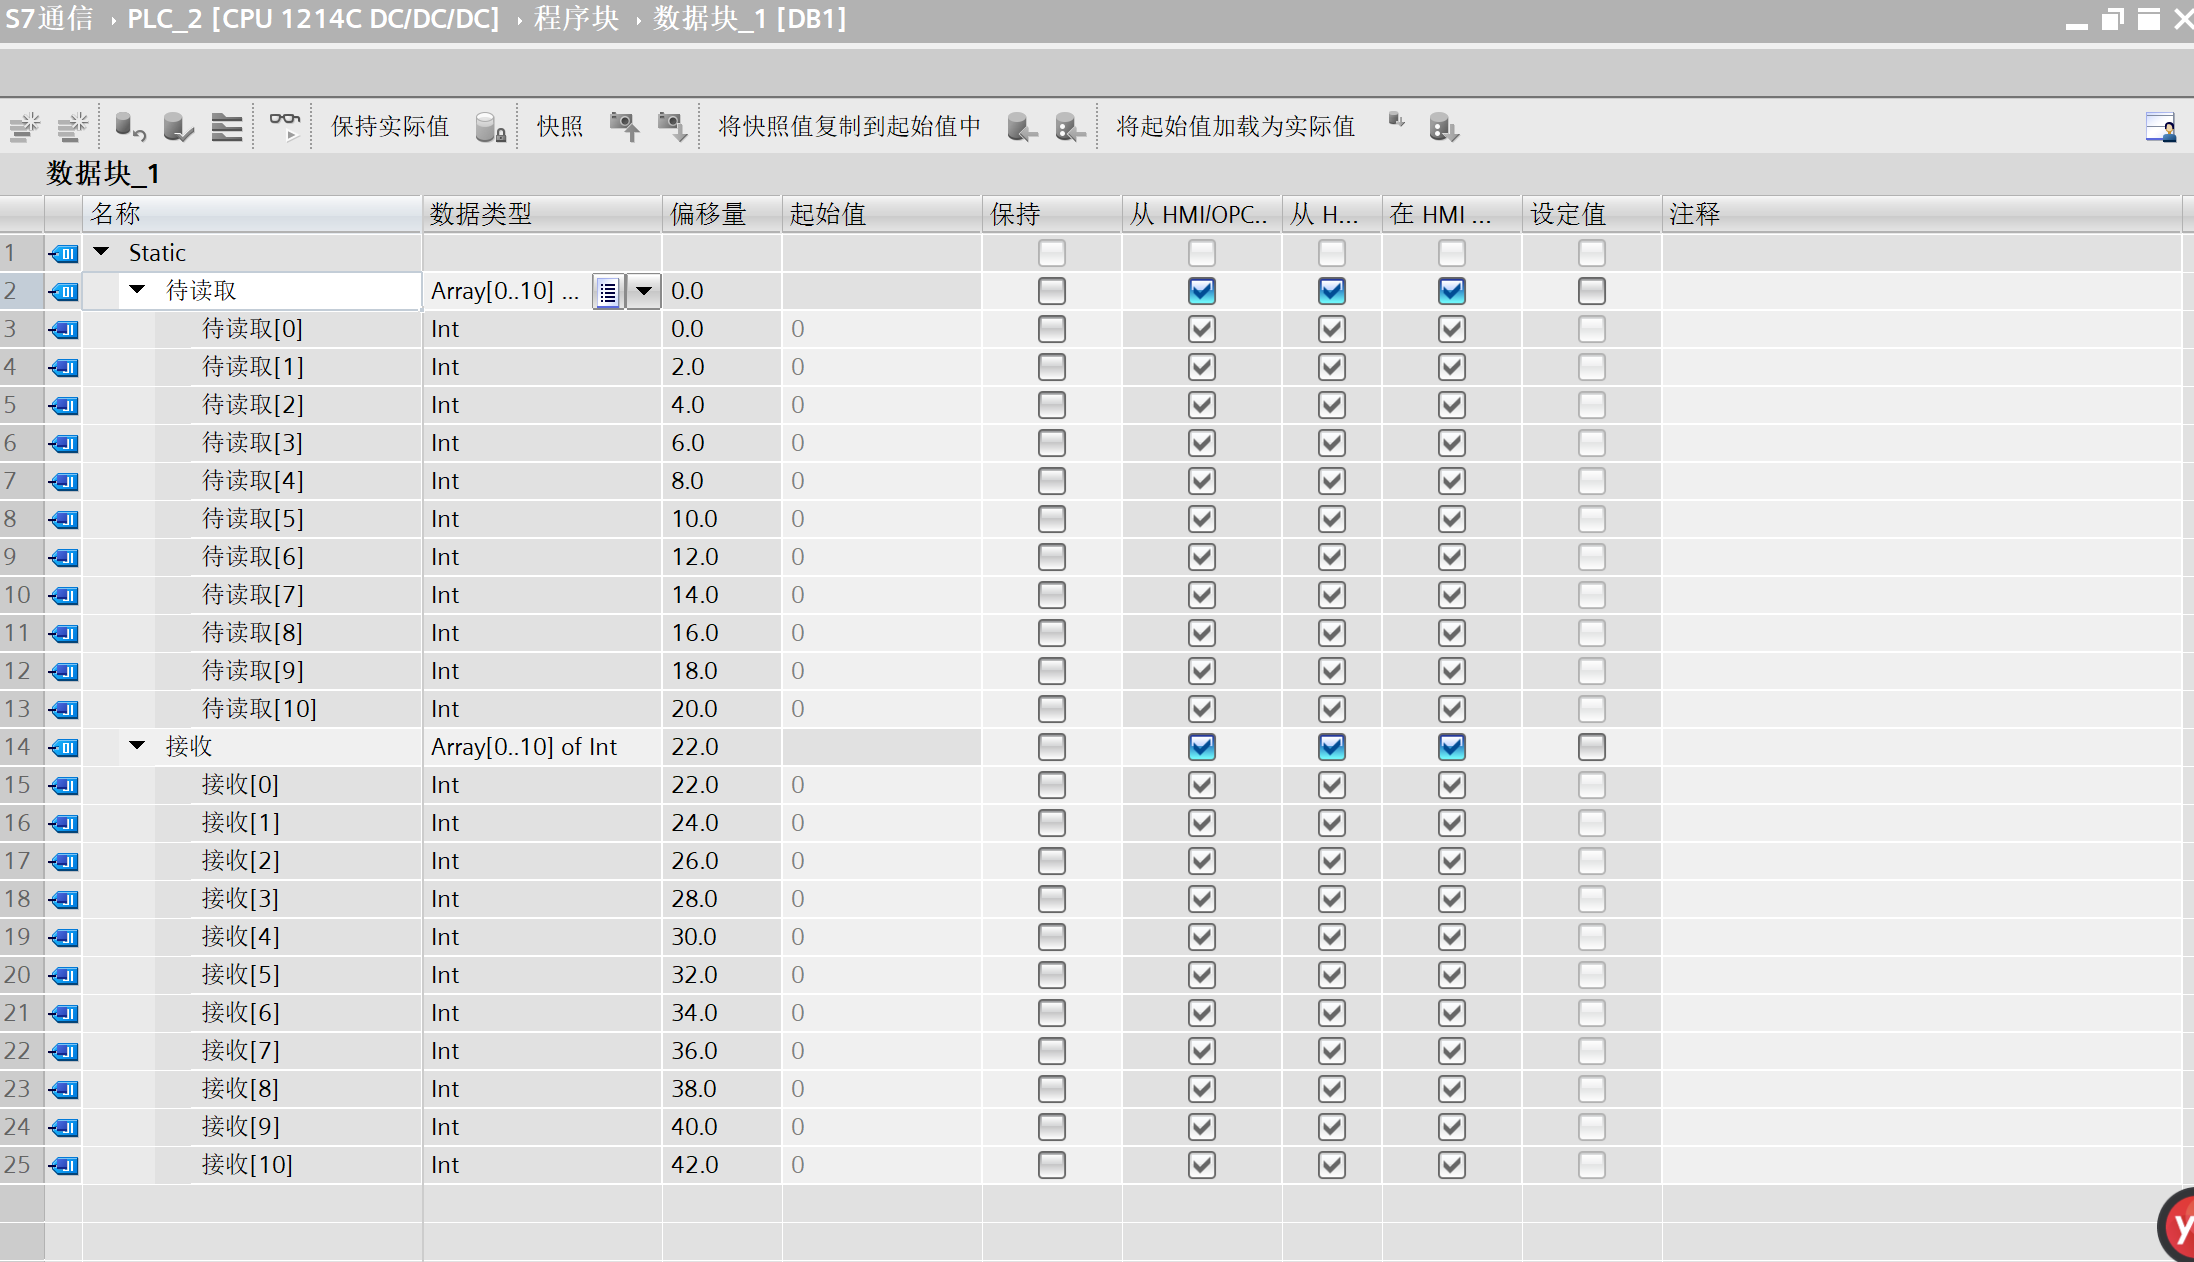 S7通信 › PLC_2 [CPU 1214C DC/DC/DC] › 程序块 › 数据块_1 [DB1]
保持实际值 快照 将快照值复制到起始值中 将起始值加载为实际值
数据块_1
名称 数据类型 偏移量 起始值 保持 从 HMI/OPC.. 从 H... 在 HMI ... 设定值 注释
1 Static
2 待读取 Array[0..10] ... 0.0
3 待读取[0] Int 0.0 0
4 待读取[1] Int 2.0 0
5 待读取[2] Int 4.0 0
6 待读取[3] Int 6.0 0
7 待读取[4] Int 8.0 0
8 待读取[5] Int 10.0 0
9 待读取[6] Int 12.0 0
10 待读取[7] Int 14.0 0
11 待读取[8] Int 16.0 0
12 待读取[9] Int 18.0 0
13 待读取[10] Int 20.0 0
14 接收 Array[0..10] of Int 22.0
15 接收[0] Int 22.0 0
16 接收[1] Int 24.0 0
17 接收[2] Int 26.0 0
18 接收[3] Int 28.0 0
19 接收[4] Int 30.0 0
20 接收[5] Int 32.0 0
21 接收[6] Int 34.0 0
22 接收[7] Int 36.0 0
23 接收[8] Int 38.0 0
24 接收[9] Int 40.0 0
25 接收[10] Int 42.0 0